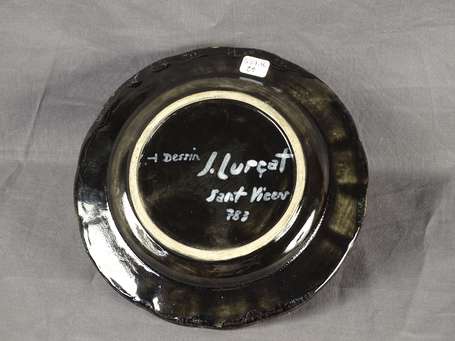 Dessin J. Lurçat
Sant Vicens
783